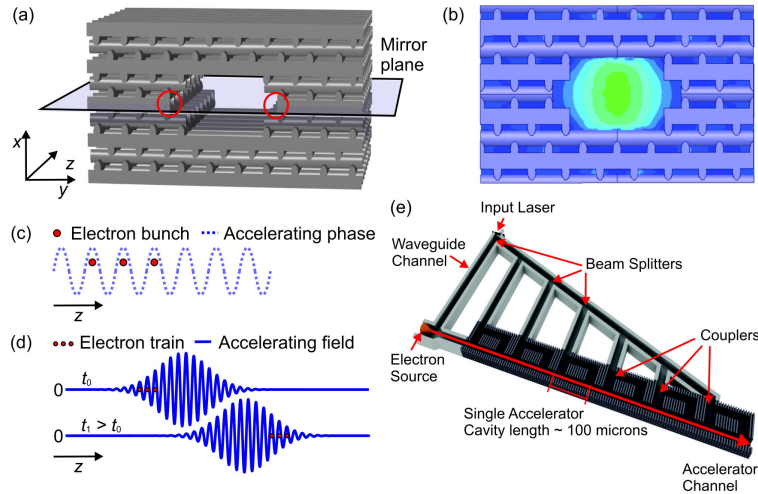 (a)
Mirror
plane
x
z
y
(b)
(c)
Electron bunch
Accelerating phase
z
(d)
Electron train
Accelerating field
0
t0
0
t1 > t0
z
(e)
Input Laser
Waveguide
Channel
Beam Splitters
Couplers
Electron
Source
Single Accelerator
Cavity length ~ 100 microns
Accelerator
Channel